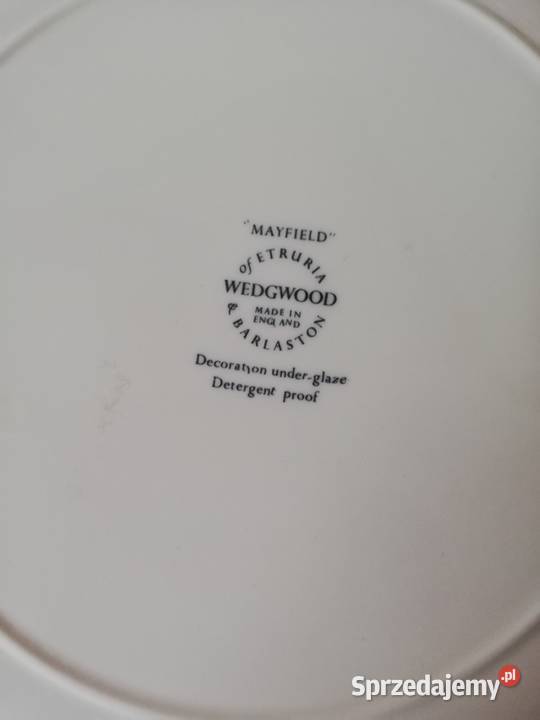 "MAYFIELD"
of ETRURIA
WEDGWOOD
MADE IN
ENGLAND
& BARLASTON
Decoration under-glaze
Detergent proof
Sprzedajemy.pl